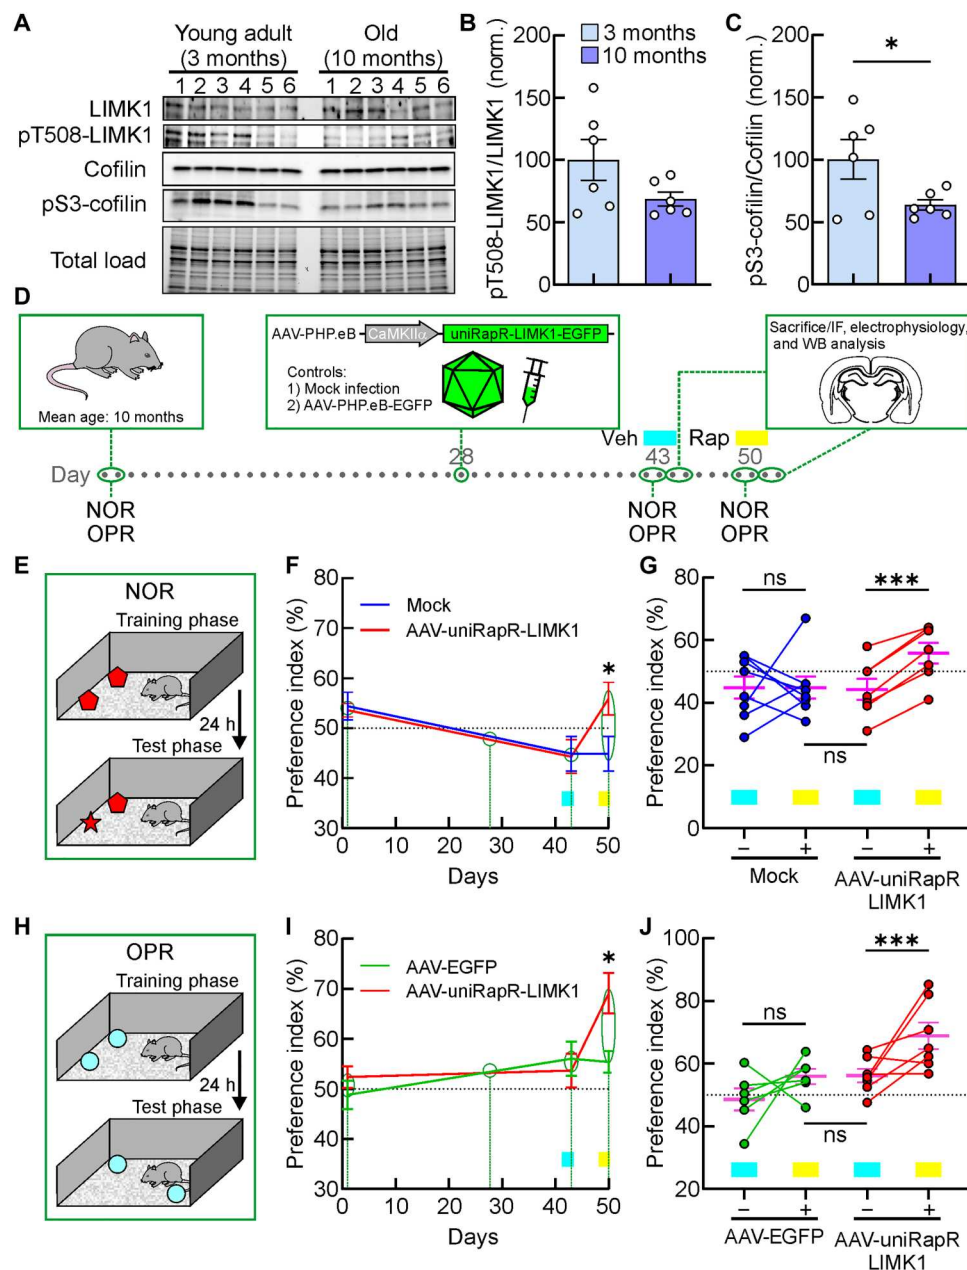 A
Young adult
(3 months)
Old
(10 months)
1 2 3 4 5 6
1 2 3 4 5 6
LIMK1
pT508-LIMK1
Cofilin
pS3-cofilin
Total load
B
pT508-LIMK1/LIMK1 (norm.)
200
150
100
50
0
3 months
10 months
C
pS3-cofilin/Cofilin (norm.)
200
150
100
50
0
*
D
Mean age: 10 months
AAV-PHP.eB
CaMKIIα
uniRapR-LIMK1-EGFP
Controls:
1) Mock infection
2) AAV-PHP.eB-EGFP
Sacrifice/IF, electrophysiology,
and WB analysis
Veh
Rap
Day
28
43
50
NOR
OPR
NOR
OPR
NOR
OPR
E
NOR
Training phase
24 h
Test phase
F
Preference index (%)
80
70
60
50
40
30
Mock
AAV-uniRapR-LIMK1
*
0 10 20 30 40 50
Days
G
Preference index (%)
80
60
40
20
0
ns
***
ns
− + − +
Mock
AAV-uniRapR
LIMK1
H
OPR
Training phase
24 h
Test phase
I
Preference index (%)
80
70
60
50
40
30
AAV-EGFP
AAV-uniRapR-LIMK1
*
0 10 20 30 40 50
Days
J
Preference index (%)
100
80
60
40
20
ns
***
ns
− + − +
AAV-EGFP
AAV-uniRapR
LIMK1